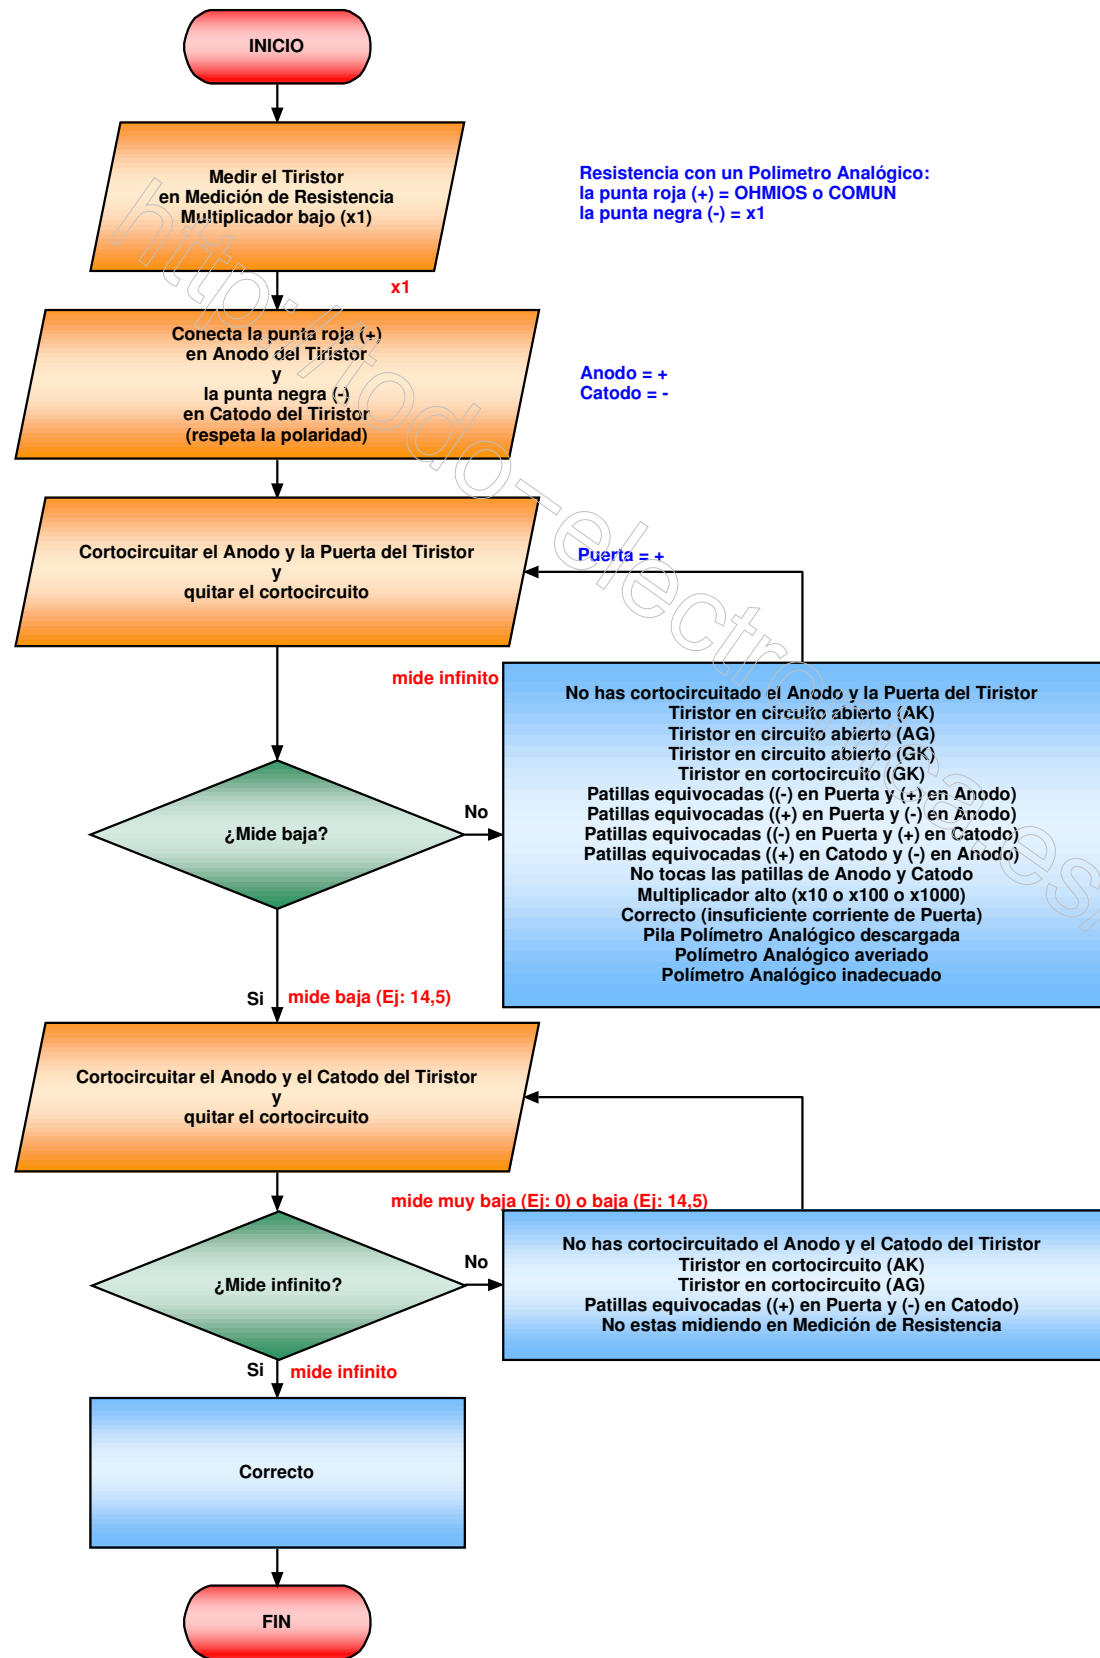 INICIO
Medir el Tiristor
en Medición de Resistencia
Multiplicador bajo (x1)
Resistencia con un Polimetro Analógico:
la punta roja (+) = OHMIOS o COMUN
la punta negra (-) = x1
x1
Conecta la punta roja (+)
en Anodo del Tiristor
y
la punta negra (-)
en Catodo del Tiristor
(respeta la polaridad)
Anodo = +
Catodo = -
Cortocircuitar el Anodo y la Puerta del Tiristor
y
quitar el cortocircuito
Puerta = +
mide infinito
No has cortocircuitado el Anodo y la Puerta del Tiristor
Tiristor en circuito abierto (AK)
Tiristor en circuito abierto (AG)
Tiristor en circuito abierto (GK)
Tiristor en cortocircuito (GK)
Patillas equivocadas ((-) en Puerta y (+) en Anodo)
Patillas equivocadas ((+) en Puerta y (-) en Anodo)
Patillas equivocadas ((-) en Puerta y (+) en Catodo)
Patillas equivocadas ((+) en Catodo y (-) en Anodo)
No tocas las patillas de Anodo y Catodo
Multiplicador alto (x10 o x100 o x1000)
Correcto (insuficiente corriente de Puerta)
Pila Polímetro Analógico descargada
Polímetro Analógico averiado
Polímetro Analógico inadecuado
¿Mide baja?
No
Si
mide baja (Ej: 14,5)
Cortocircuitar el Anodo y el Catodo del Tiristor
y
quitar el cortocircuito
mide muy baja (Ej: 0) o baja (Ej: 14,5)
No has cortocircuitado el Anodo y el Catodo del Tiristor
Tiristor en cortocircuito (AK)
Tiristor en cortocircuito (AG)
Patillas equivocadas ((+) en Puerta y (-) en Catodo)
No estas midiendo en Medición de Resistencia
¿Mide infinito?
No
Si
mide infinito
Correcto
FIN
http://todo-electronica.es/